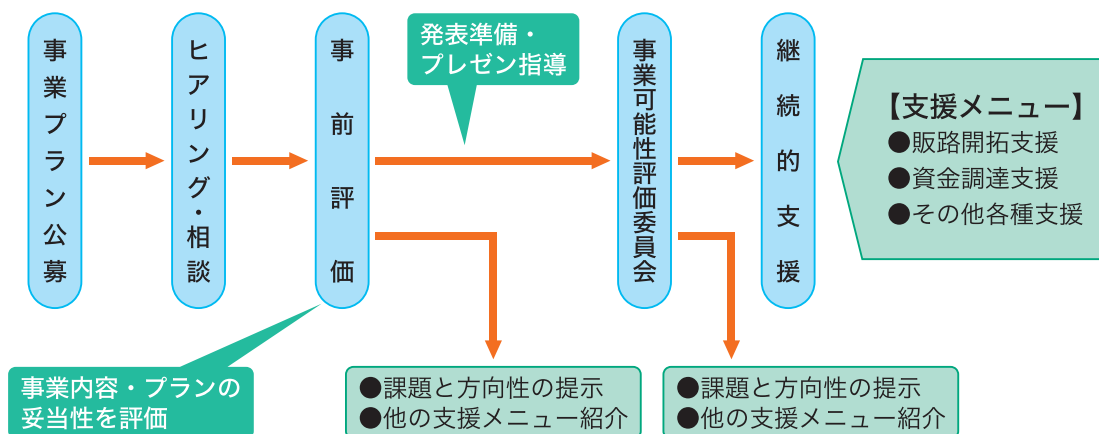 事業プラン公募
ヒアリング・相談
事前評価
発表準備・
プレゼン指導
事業可能性評価委員会
継続的支援
【支援メニュー】
●販路開拓支援
●資金調達支援
●その他各種支援
事業内容・プランの
妥当性を評価
●課題と方向性の提示
●他の支援メニュー紹介
●課題と方向性の提示
●他の支援メニュー紹介